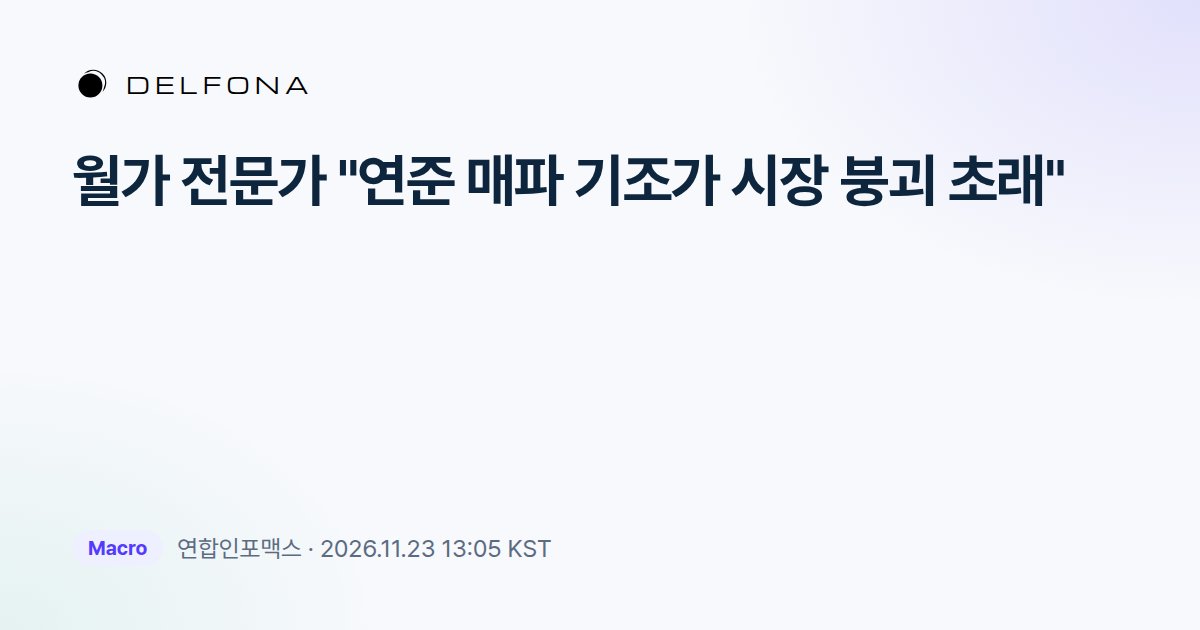 DELFONA
월가 전문가 "연준 매파 기조가 시장 붕괴 초래"
Macro 연합인포맥스 · 2026.11.23 13:05 KST